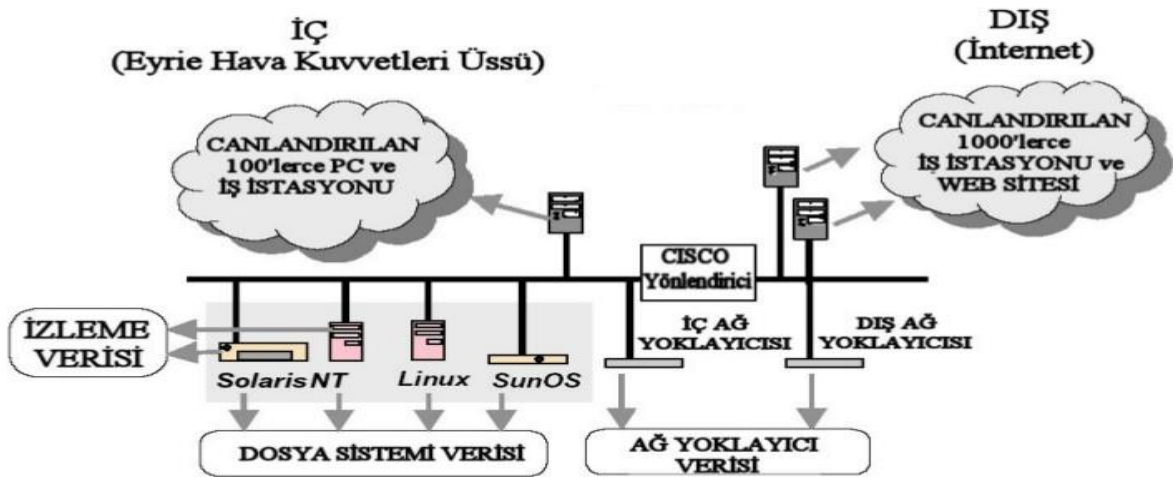 İÇ
(Eyrie Hava Kuvvetleri Üssü)
DIŞ
(İnternet)
CANLANDIRILAN
100'lerce PC ve
İŞ İSTASYONU
CANLANDIRILAN
1000'lerce
İŞ İSTASYONU ve
WEB SİTESİ
CISCO
Yönlendirici
İZLEME
VERİSİ
İÇ AĞ
YOKLAYICISI
DIŞ AĞ
YOKLAYICISI
Solaris NT Linux SunOS
DOSYA SİSTEMİ VERİSİ
AĞ YOKLAYICI
VERİSİ